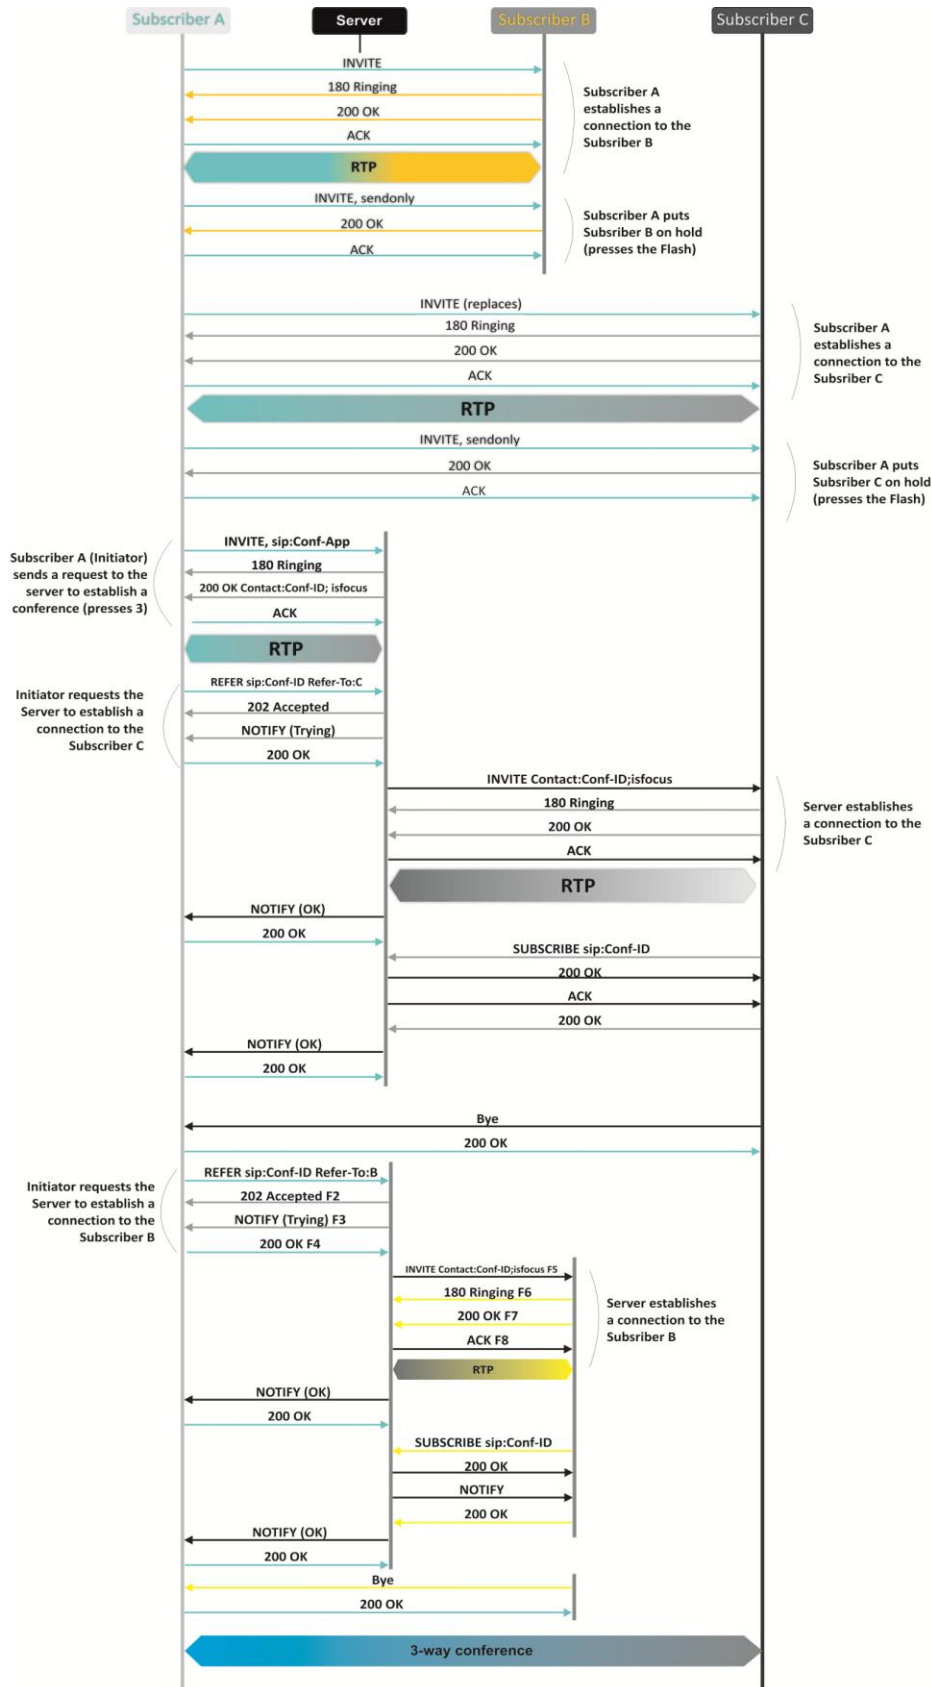 Subscriber A
Server
Subscriber B
Subscriber C
INVITE
180 Ringing
200 OK
ACK
RTP
Subscriber A
establishes a
connection to the
Subsriber B
INVITE, sendonly
200 OK
ACK
Subscriber A puts
Subsriber B on hold
(presses the Flash)
INVITE (replaces)
180 Ringing
200 OK
ACK
RTP
Subscriber A
establishes a
connection to the
Subsriber C
INVITE, sendonly
200 OK
ACK
Subscriber A puts
Subsriber C on hold
(presses the Flash)
Subscriber A (Initiator)
sends a request to the
server to establish a
conference (presses 3)
INVITE, sip:Conf-App
180 Ringing
200 OK Contact:Conf-ID; isfocus
ACK
RTP
Initiator requests the
Server to establish a
connection to the
Subscriber C
REFER sip:Conf-ID Refer-To:C
202 Accepted
NOTIFY (Trying)
200 OK
INVITE Contact:Conf-ID;isfocus
180 Ringing
200 OK
ACK
RTP
Server establishes
a connection to the
Subsriber C
NOTIFY (OK)
200 OK
SUBSCRIBE sip:Conf-ID
200 OK
ACK
200 OK
NOTIFY (OK)
200 OK
Bye
200 OK
Initiator requests the
Server to establish a
connection to the
Subscriber B
REFER sip:Conf-ID Refer-To:B
202 Accepted F2
NOTIFY (Trying) F3
200 OK F4
INVITE Contact:Conf-ID;isfocus F5
180 Ringing F6
200 OK F7
ACK F8
RTP
Server establishes
a connection to the
Subsriber B
NOTIFY (OK)
200 OK
SUBSCRIBE sip:Conf-ID
200 OK
NOTIFY
200 OK
NOTIFY (OK)
200 OK
Bye
200 OK
3-way conference